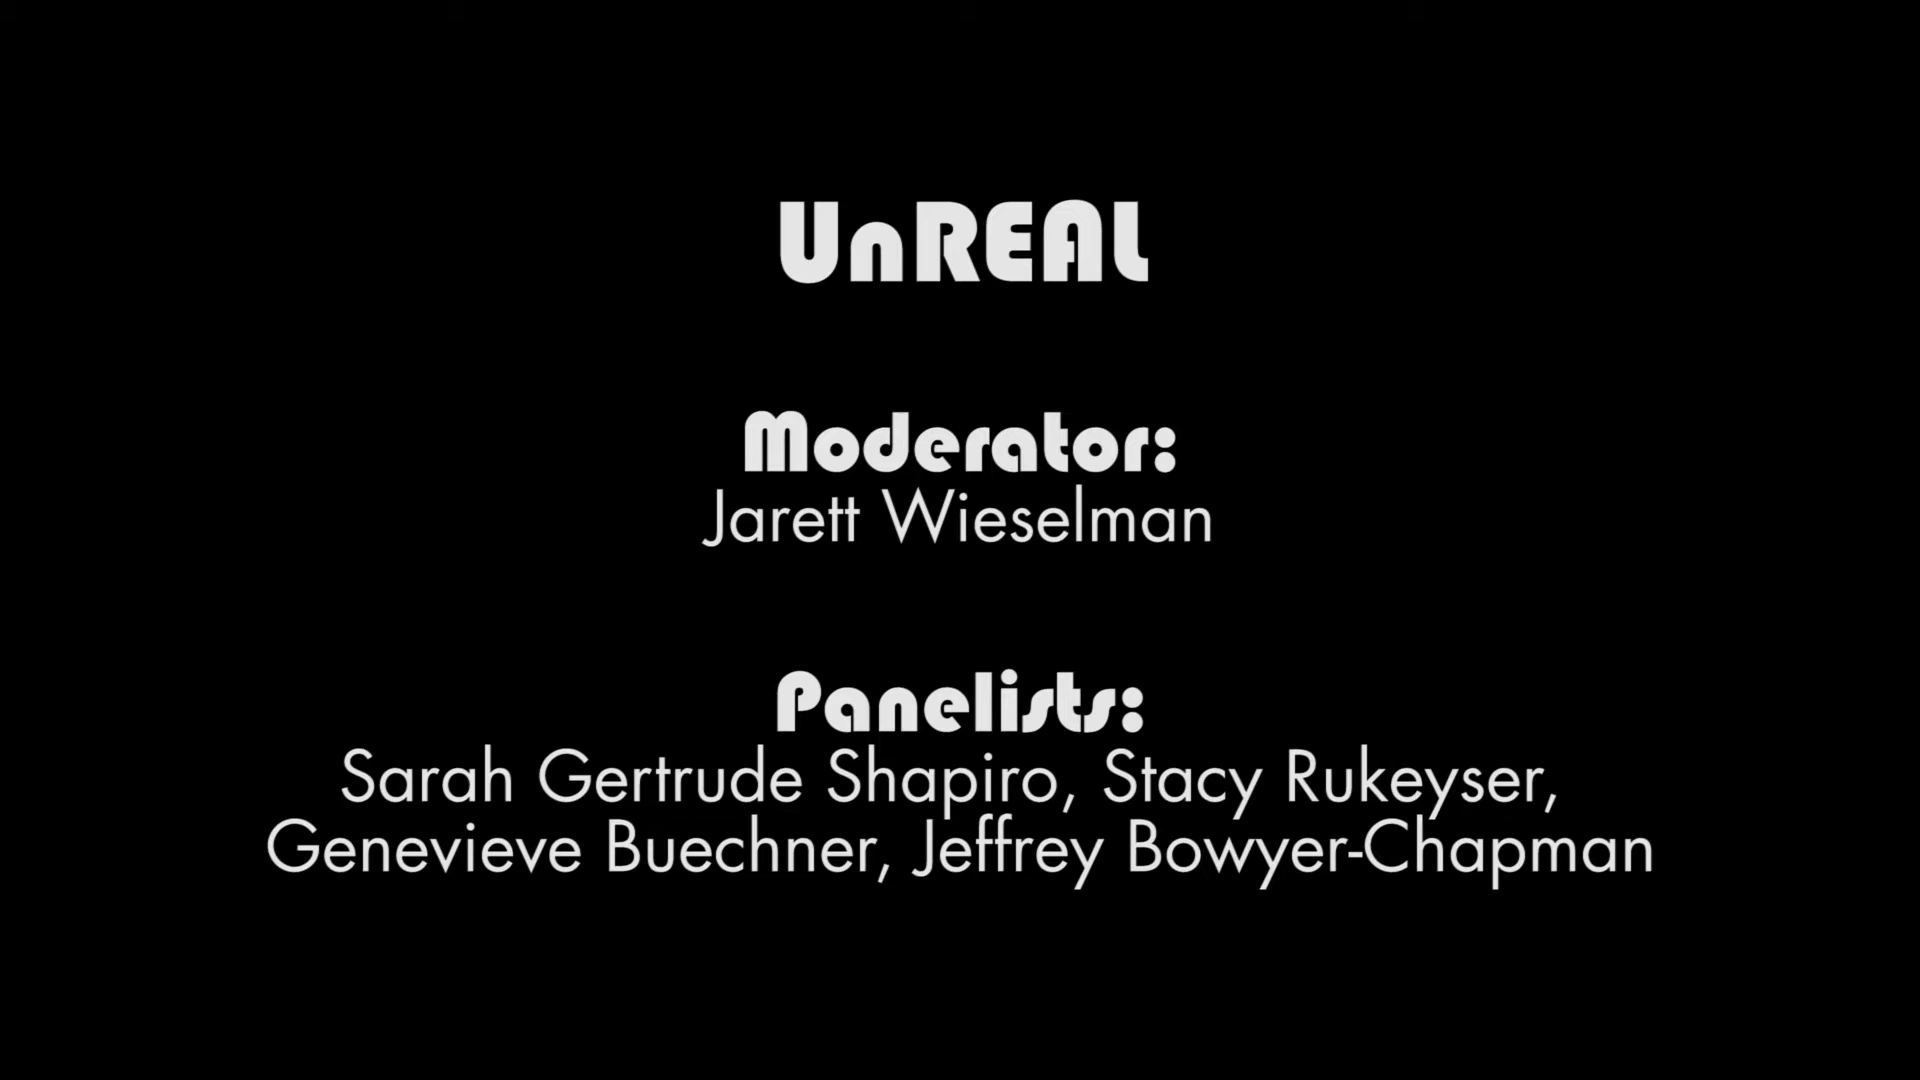 UnREAL
Moderator:
Jarett Wieselman
Panelists:
Sarah Gertrude Shapiro, Stacy Rukeyser,
Genevieve Buechner, Jeffrey Bowyer-Chapman